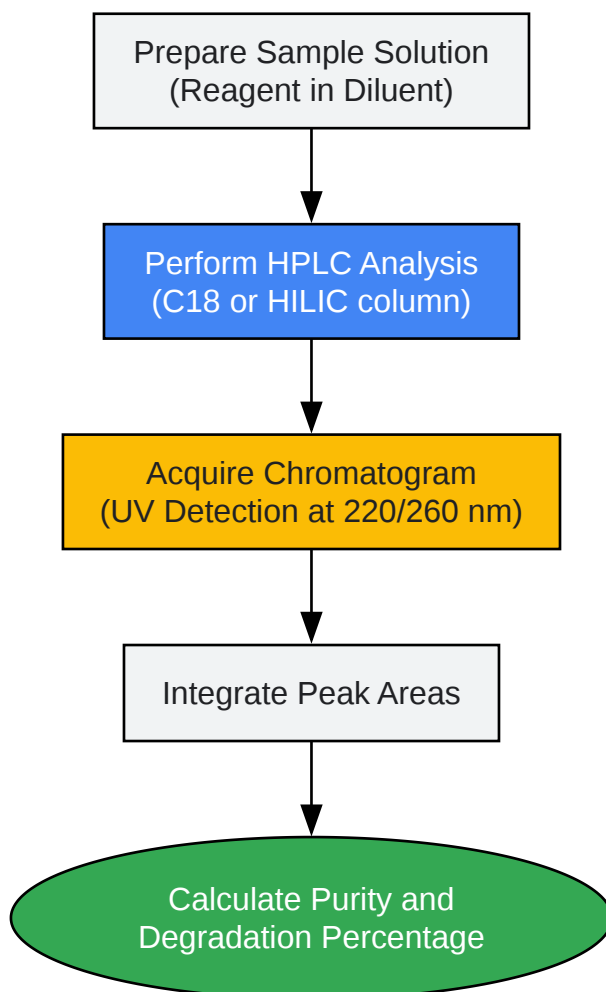 Prepare Sample Solution
(Reagent in Diluent)
Perform HPLC Analysis
(C18 or HILIC column)
Acquire Chromatogram
(UV Detection at 220/260 nm)
Integrate Peak Areas
Calculate Purity and
Degradation Percentage